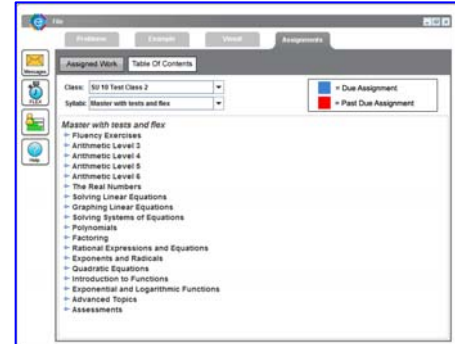 File
Problems Example Visual Assignments
Assigned Work Table Of Contents
Messages
Class: SU 10 Test Class 2
= Due Assignment
FLEX
Syllabi: Master with tests and flex
= Past Due Assignment
Master with tests and flex
Fluency Exercises
Arithmetic Level 3
Arithmetic Level 4
Arithmetic Level 5
Arithmetic Level 6
The Real Numbers
Help
Solving Linear Equations
Graphing Linear Equations
Solving Systems of Equations
Polynomials
Factoring
Rational Expressions and Equations
Exponents and Radicals
Quadratic Equations
Introduction to Functions
Exponential and Logarithmic Functions
Advanced Topics
Assessments